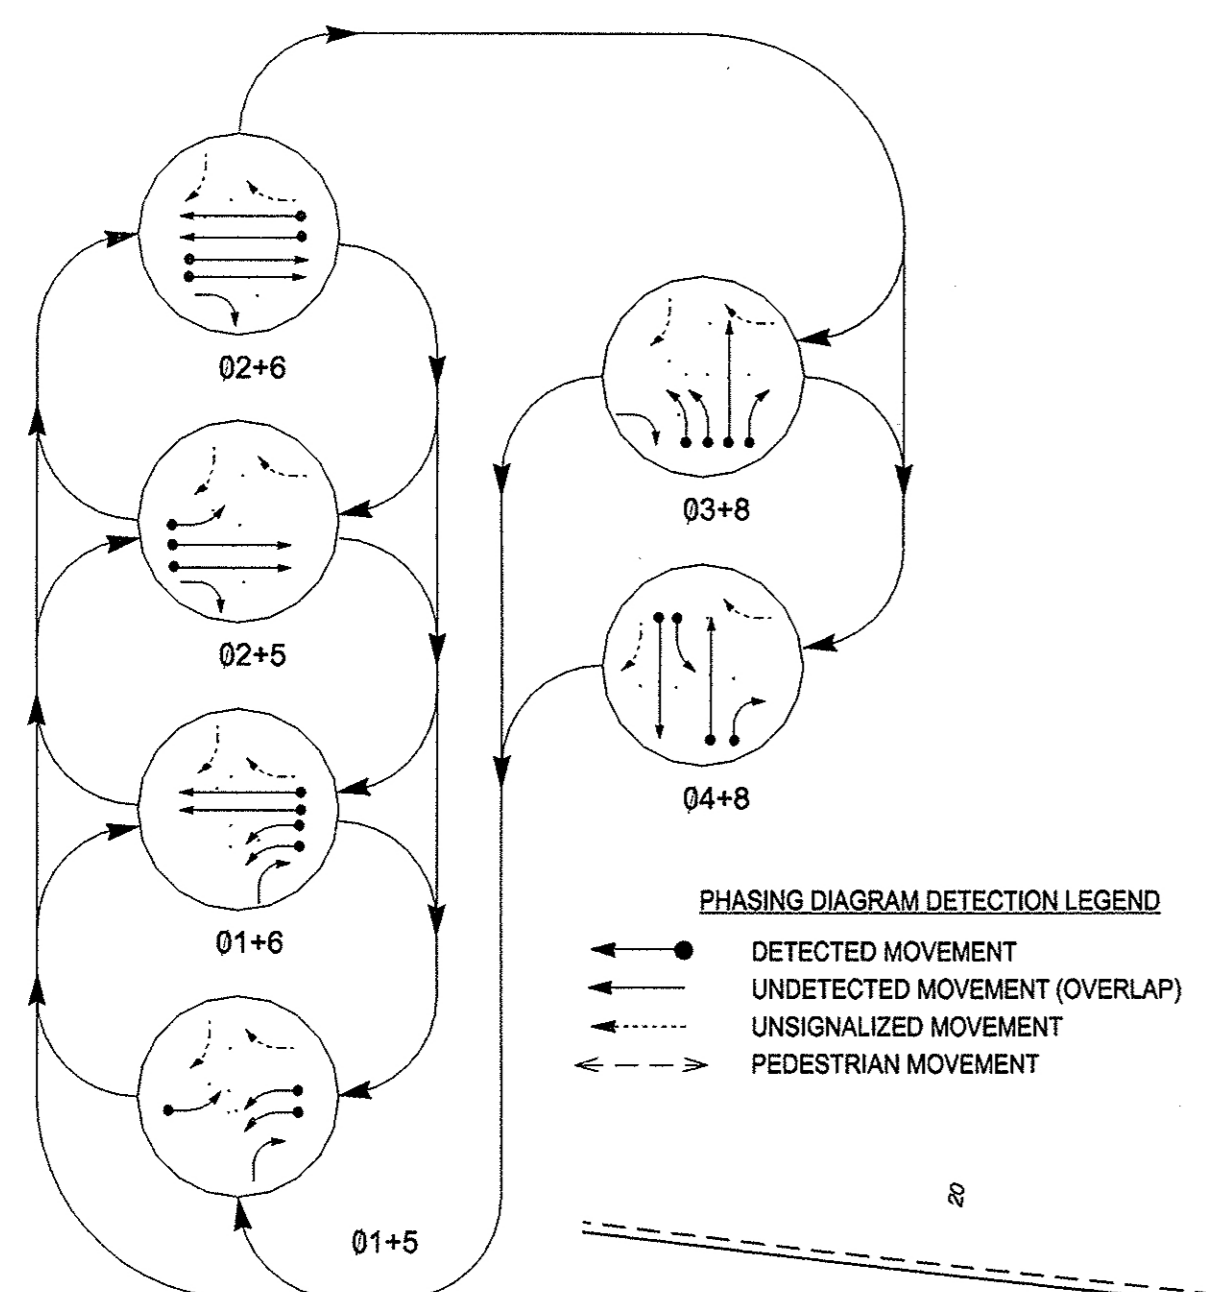 Ø2+6
Ø2+5
Ø1+6
Ø1+5
Ø3+8
Ø4+8
PHASING DIAGRAM DETECTION LEGEND
DETECTED MOVEMENT
UNDETECTED MOVEMENT (OVERLAP)
UNSIGNALIZED MOVEMENT
PEDESTRIAN MOVEMENT
20